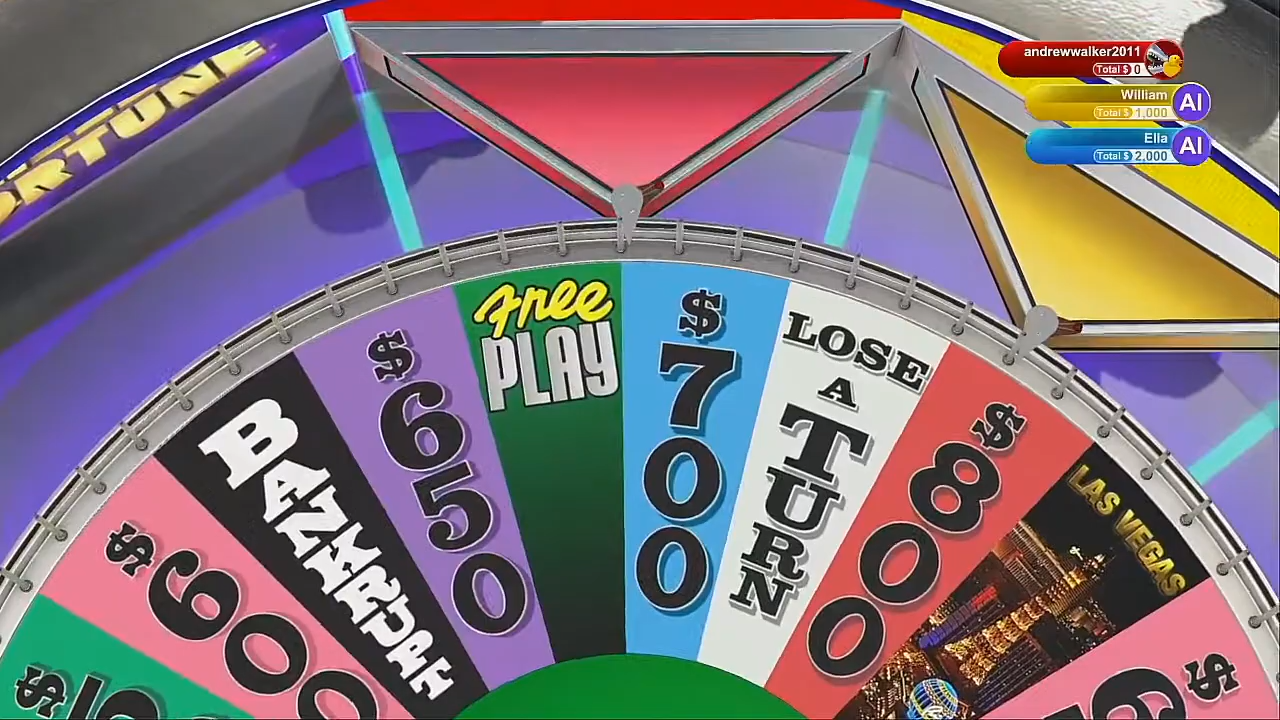 ORTUNE
andrewwalker2011
Total $ 0
William
Total $ 1,000
AI
Ella
Total $ 2,000
AI
$600
BANKRUPT
$650
Free
PLAY
$700
LOSE
A
TURN
$800
LAS VEGAS
$